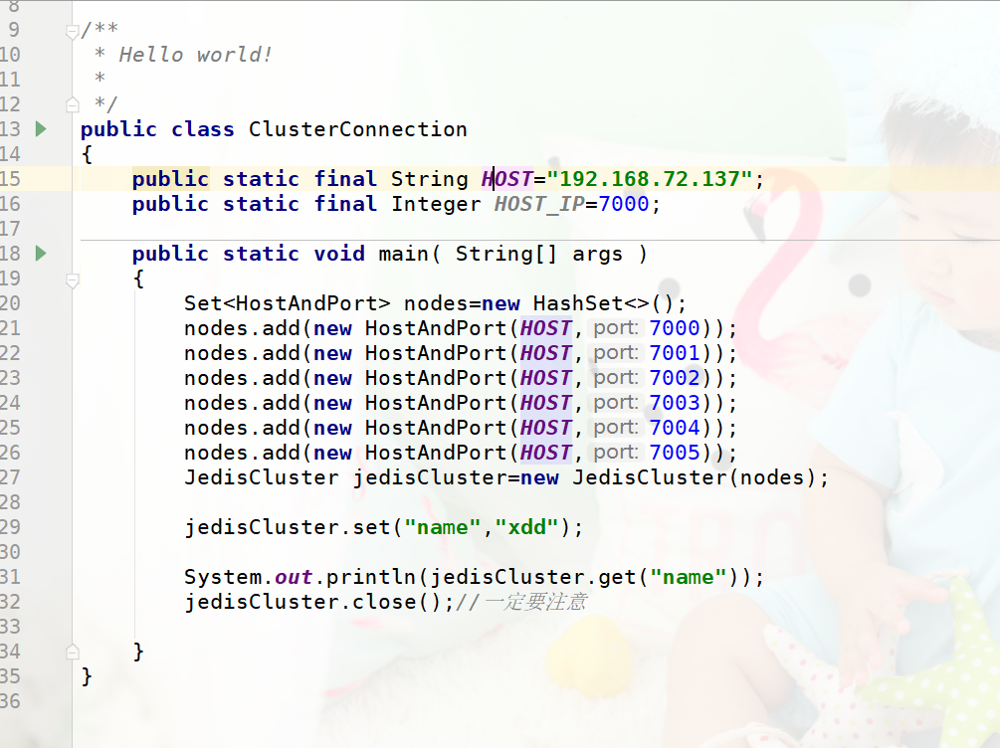 8
9 /**
10 * Hello world!
11 *
12 */
13 public class ClusterConnection
14 {
15 public static final String HOST="192.168.72.137";
16 public static final Integer HOST_IP=7000;
17
18 public static void main( String[] args )
19 {
20 Set<HostAndPort> nodes=new HashSet<>();
21 nodes.add(new HostAndPort(HOST, port: 7000));
22 nodes.add(new HostAndPort(HOST, port: 7001));
23 nodes.add(new HostAndPort(HOST, port: 7002));
24 nodes.add(new HostAndPort(HOST, port: 7003));
25 nodes.add(new HostAndPort(HOST, port: 7004));
26 nodes.add(new HostAndPort(HOST, port: 7005));
27 JedisCluster jedisCluster=new JedisCluster(nodes);
28
29 jedisCluster.set("name","xdd");
30
31 System.out.println(jedisCluster.get("name"));
32 jedisCluster.close();//一定要注意
33
34 }
35 }
36